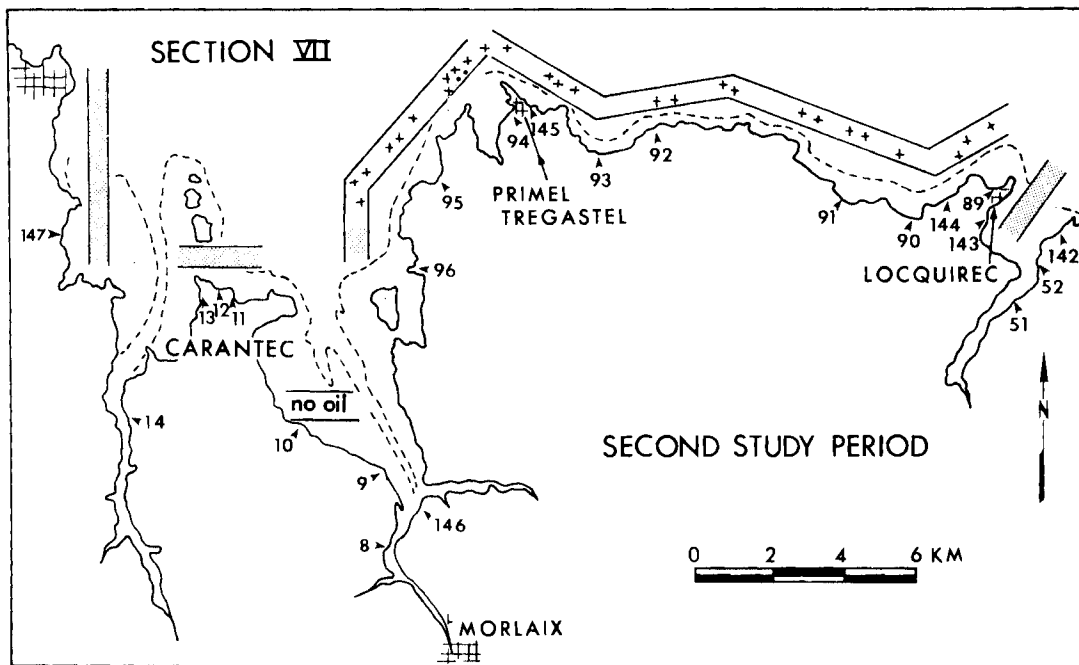 SECTION VII
94
145
92
93
PRIMEL
TREGASTEL
95
91
90
144
89
143
142
147
96
LOCQUIREC
52
51
13
12
11
CARANTEC
no oil
14
10
N
SECOND STUDY PERIOD
9
146
8
0 2 4 6 KM
MORLAIX